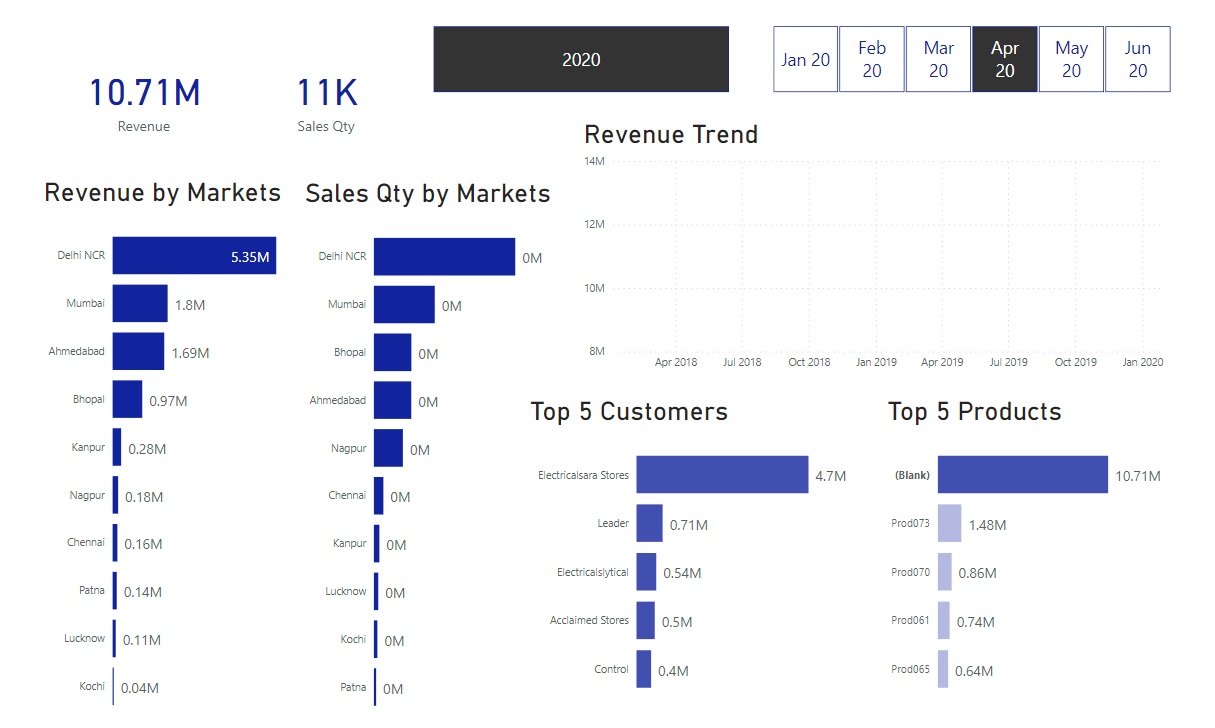 2020
Jan 20
Feb
20
Mar
20
Apr
20
May
20
Jun
20
10.71M
Revenue
11K
Sales Qty
Revenue by Markets
Delhi NCR 5.35M
Mumbai 1.8M
Ahmedabad 1.69M
Bhopal 0.97M
Kanpur 0.28M
Nagpur 0.18M
Chennai 0.16M
Patna 0.14M
Lucknow 0.11M
Kochi 0.04M
Sales Qty by Markets
Delhi NCR 0M
Mumbai 0M
Bhopal 0M
Ahmedabad 0M
Nagpur 0M
Chennai 0M
Kanpur 0M
Lucknow 0M
Kochi 0M
Patna 0M
Revenue Trend
14M
12M
10M
8M
Apr 2018 Jul 2018 Oct 2018 Jan 2019 Apr 2019 Jul 2019 Oct 2019 Jan 2020
Top 5 Customers
Electricalsara Stores 4.7M
Leader 0.71M
Electricalslytical 0.54M
Acclaimed Stores 0.5M
Control 0.4M
Top 5 Products
(Blank) 10.71M
Prod073 1.48M
Prod070 0.86M
Prod061 0.74M
Prod065 0.64M